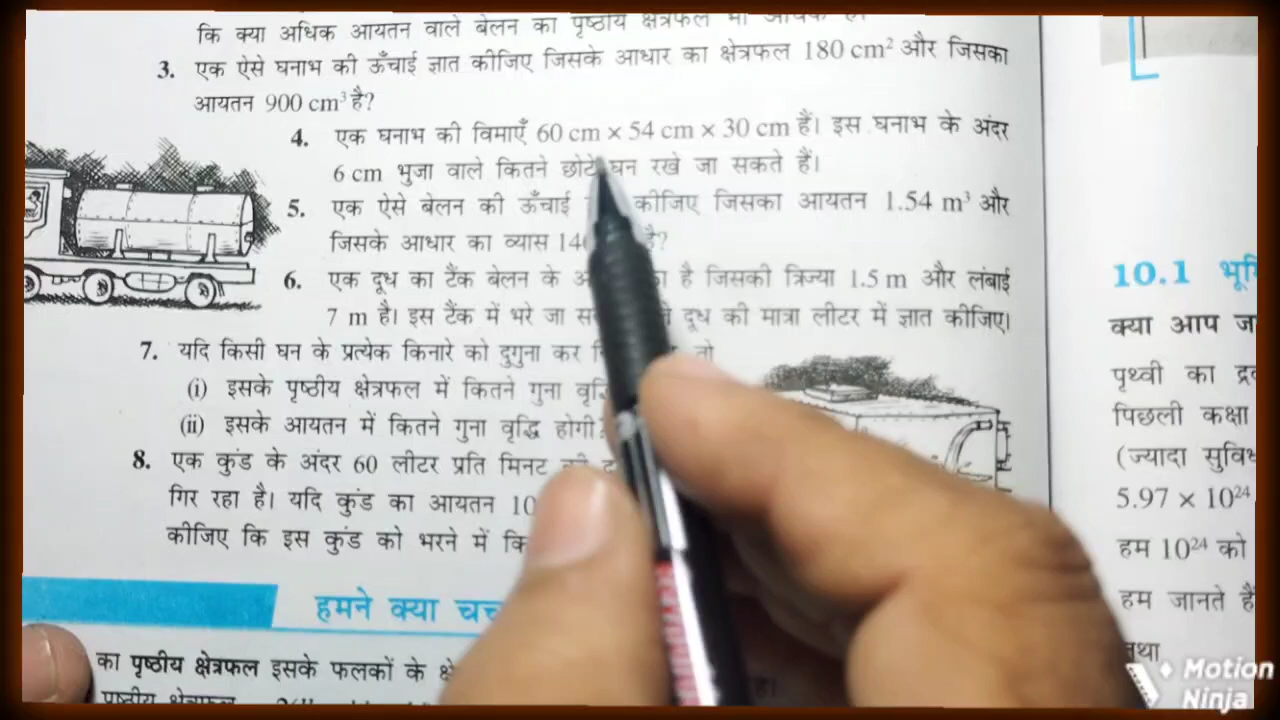 कि क्या अधिक आयतन वाले बेलन का पृष्ठीय क्षेत्रफल भी अधिक है।
3. एक ऐसे घनाभ की ऊँचाई ज्ञात कीजिए जिसके आधार का क्षेत्रफल 180 cm² और जिसका
आयतन 900 cm³ है?
4. एक घनाभ की विमाएँ 60 cm × 54 cm × 30 cm हैं। इस घनाभ के अंदर
6 cm भुजा वाले कितने छोटे घन रखे जा सकते हैं।
5. एक ऐसे बेलन की ऊँचाई कीजिए जिसका आयतन 1.54 m³ और
जिसके आधार का व्यास है?
6. एक दूध का टैंक बेलन के है जिसकी त्रिज्या 1.5 m और लंबाई
7 m है। इस टैंक में भरे जा दूध की मात्रा लीटर में ज्ञात कीजिए।
7. यदि किसी घन के प्रत्येक किनारे को दुगुना कर तो
(i) इसके पृष्ठीय क्षेत्रफल में कितने गुना
(ii) इसके आयतन में कितने गुना वृद्धि होगी?
8. एक कुंड के अंदर 60 लीटर प्रति मिनट की
गिर रहा है। यदि कुंड का आयतन
कीजिए कि इस कुंड को भरने में
हमने क्या
का पृष्ठीय क्षेत्रफल इसके फलकों के
पृष्ठीय क्षेत्रफल
10.1
क्या आप
पृथ्वी का
पिछली कक्षा
(ज्यादा
5.97 × 10²⁴
हम 10²⁴ को
हम जानते हैं
तथा
Motion
Ninja